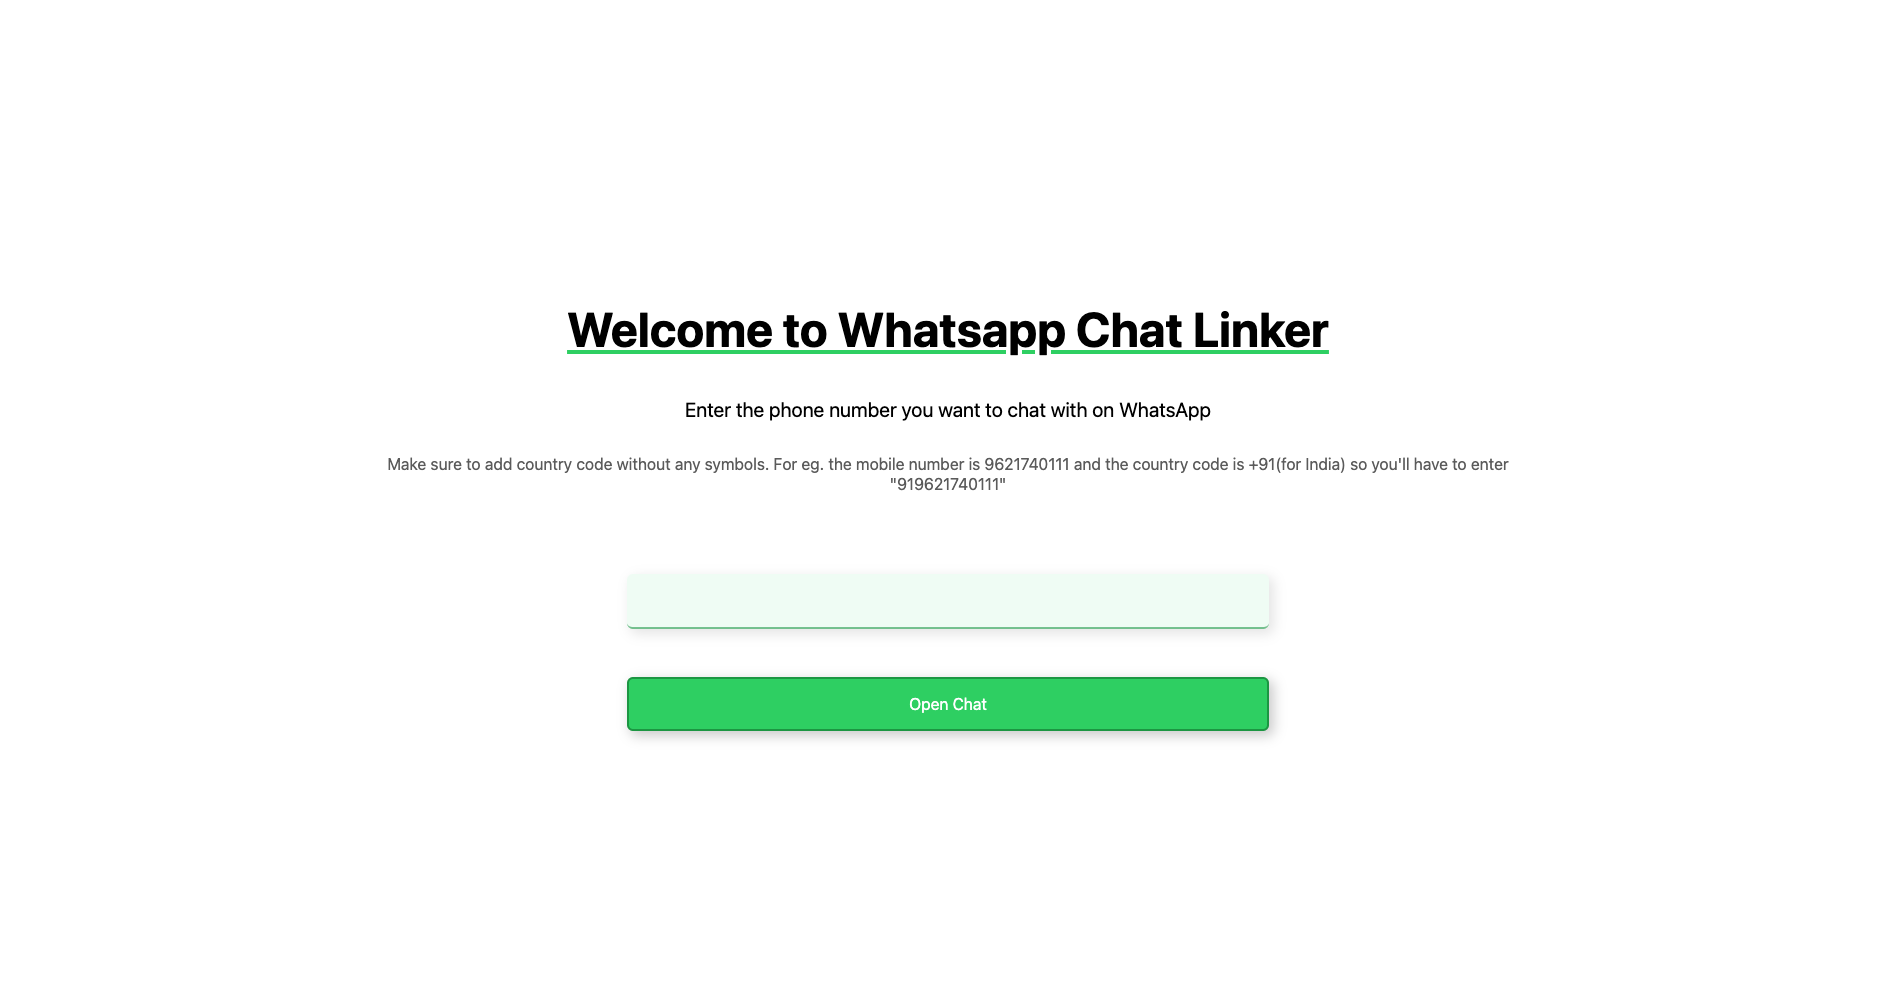 Welcome to Whatsapp Chat Linker
Enter the phone number you want to chat with on WhatsApp
Make sure to add country code without any symbols. For eg. the mobile number is 9621740111 and the country code is +91(for India) so you'll have to enter
"919621740111"
Open Chat